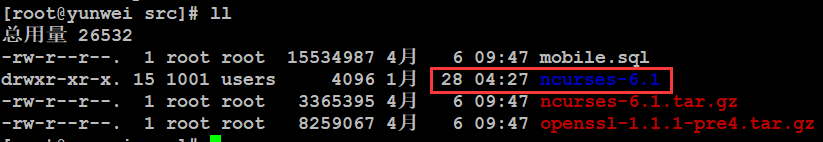 [root@yunwei src]# ll
总用量 26532
-rw-r--r--. 1 root root 15534987 4月 6 09:47 mobile.sql
drwxr-xr-x. 15 1001 users 4096 1月 28 04:27 ncurses-6.1
-rw-r--r--. 1 root root 3365395 4月 6 09:47 ncurses-6.1.tar.gz
-rw-r--r--. 1 root root 8259067 4月 6 09:47 openssl-1.1.1-pre4.tar.gz